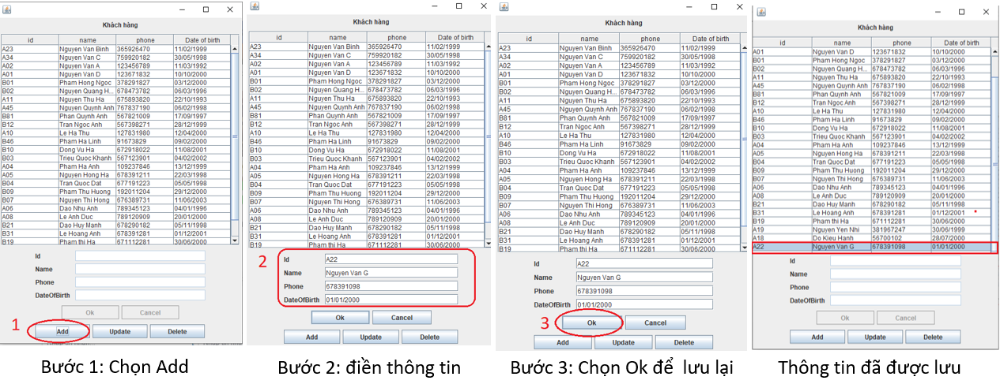 Khách hàng
id name phone Date of birth
A23 Nguyen Van Binh 365926470 11/02/1999
A34 Nguyen Van C 759920182 30/05/1998
A02 Nguyen Van A 123456789 11/03/1992
A01 Nguyen Van D 123671832 10/10/2000
B01 Pham Hong Ngoc 378291827 03/12/2000
B02 Nguyen Quang H... 678473782 06/03/1996
A11 Nguyen Thu Ha 675893820 22/10/1993
A45 Nguyen Quynh Anh 767837190 06/02/1998
B81 Phan Quynh Anh 567821009 17/09/1997
B12 Tran Ngoc Anh 567398271 28/12/1999
A10 Le Ha Thu 127831980 12/04/2000
B46 Pham Ha Linh 91673829 09/02/2000
B10 Dong Vu Ha 672918022 11/08/2001
B03 Trieu Quoc Khanh 567123901 04/02/2002
A04 Pham Ha Anh 109237846 13/12/1999
A05 Nguyen Hong Ha 678391211 22/03/1998
B04 Tran Quoc Dat 677191223 05/05/1998
B09 Pham Thu Huong 192011204 29/12/2000
B07 Nguyen Thi Hong 676389731 11/06/2003
A06 Dao Nhu Anh 789345123 04/01/1996
A08 Le Anh Duc 789120909 20/01/2000
B21 Dao Huy Manh 678290182 05/11/1998
B31 Le Hoang Anh 678391281 01/12/2001
B19 Pham thi Ha 671112281 30/06/2000
Id
Name
Phone
DateOfBirth
Ok Cancel
1
Add Update Delete
Bước 1: Chọn Add
Khách hàng
id name phone Date of birth
A23 Nguyen Van Binh 365926470 11/02/1999
A34 Nguyen Van C 759920182 30/05/1998
A02 Nguyen Van A 123456789 11/03/1992
A01 Nguyen Van D 123671832 10/10/2000
B01 Pham Hong Ngoc 378291827 03/12/2000
B02 Nguyen Quang H... 678473782 06/03/1996
A11 Nguyen Thu Ha 675893820 22/10/1993
A45 Nguyen Quynh Anh 767837190 06/02/1998
B81 Phan Quynh Anh 567821009 17/09/1997
B12 Tran Ngoc Anh 567398271 28/12/1999
A10 Le Ha Thu 127831980 12/04/2000
B46 Pham Ha Linh 91673829 09/02/2000
B10 Dong Vu Ha 672918022 11/08/2001
B03 Trieu Quoc Khanh 567123901 04/02/2002
A04 Pham Ha Anh 109237846 13/12/1999
A05 Nguyen Hong Ha 678391211 22/03/1998
B04 Tran Quoc Dat 677191223 05/05/1998
B09 Pham Thu Huong 192011204 29/12/2000
B07 Nguyen Thi Hong 676389731 11/06/2003
A06 Dao Nhu Anh 789345123 04/01/1996
A08 Le Anh Duc 789120909 20/01/2000
B21 Dao Huy Manh 678290182 05/11/1998
B31 Le Hoang Anh 678391281 01/12/2001
B19 Pham thi Ha 671112281 30/06/2000
2
Id A22
Name Nguyen Van G
Phone 678391098
DateOfBirth 01/01/2000
Ok Cancel
Add Update Delete
Bước 2: điền thông tin
Khách hàng
id name phone Date of birth
A23 Nguyen Van Binh 365926470 11/02/1999
A34 Nguyen Van C 759920182 30/05/1998
A02 Nguyen Van A 123456789 11/03/1992
A01 Nguyen Van D 123671832 10/10/2000
B01 Pham Hong Ngoc 378291827 03/12/2000
B02 Nguyen Quang H... 678473782 06/03/1996
A11 Nguyen Thu Ha 675893820 22/10/1993
A45 Nguyen Quynh Anh 767837190 06/02/1998
B81 Phan Quynh Anh 567821009 17/09/1997
B12 Tran Ngoc Anh 567398271 28/12/1999
A10 Le Ha Thu 127831980 12/04/2000
B46 Pham Ha Linh 91673829 09/02/2000
B10 Dong Vu Ha 672918022 11/08/2001
B03 Trieu Quoc Khanh 567123901 04/02/2002
A04 Pham Ha Anh 109237846 13/12/1999
A05 Nguyen Hong Ha 678391211 22/03/1998
B04 Tran Quoc Dat 677191223 05/05/1998
B09 Pham Thu Huong 192011204 29/12/2000
B07 Nguyen Thi Hong 676389731 11/06/2003
A06 Dao Nhu Anh 789345123 04/01/1996
A08 Le Anh Duc 789120909 20/01/2000
B21 Dao Huy Manh 678290182 05/11/1998
B31 Le Hoang Anh 678391281 01/12/2001
B19 Pham thi Ha 671112281 30/06/2000
Id A22
Name Nguyen Van G
Phone 678391098
DateOfBirth 01/01/2000
3
Ok Cancel
Add Update Delete
Bước 3: Chọn Ok để lưu lại
Khách hàng
id name phone Date of birth
A01 Nguyen Van D 123671832 10/10/2000
B01 Pham Hong Ngoc 378291827 03/12/2000
B02 Nguyen Quang H... 678473782 06/03/1996
A11 Nguyen Thu Ha 675893820 22/10/1993
A45 Nguyen Quynh Anh 767837190 06/02/1998
B81 Phan Quynh Anh 567821009 17/09/1997
B12 Tran Ngoc Anh 567398271 28/12/1999
A10 Le Ha Thu 127831980 12/04/2000
B46 Pham Ha Linh 91673829 09/02/2000
B10 Dong Vu Ha 672918022 11/08/2001
B03 Trieu Quoc Khanh 567123901 04/02/2002
A04 Pham Ha Anh 109237846 13/12/1999
A05 Nguyen Hong Ha 678391211 22/03/1998
B04 Tran Quoc Dat 677191223 05/05/1998
B09 Pham Thu Huong 192011204 29/12/2000
B07 Nguyen Thi Hong 676389731 11/06/2003
A06 Dao Nhu Anh 789345123 04/01/1996
A08 Le Anh Duc 789120909 20/01/2000
B21 Dao Huy Manh 678290182 05/11/1998
B31 Le Hoang Anh 678391281 01/12/2001
B19 Pham thi Ha 671112281 30/06/2000
A19 Nguyen Yen Nhi 381967247 30/06/1999
A18 Do Kieu Hanh 56700102 28/07/2000
A22 Nguyen Van G 678391098 01/01/2000
Id
Name
Phone
DateOfBirth
Ok Cancel
Add Update Delete
Thông tin đã được lưu